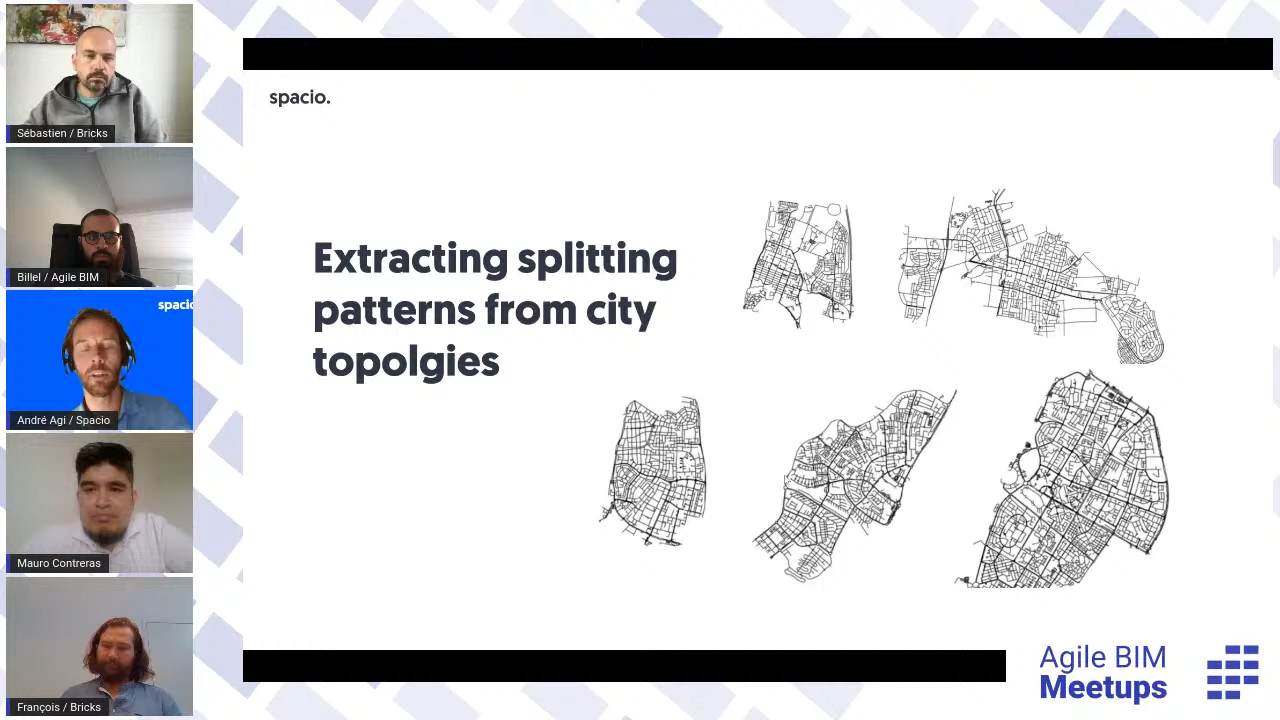 Sébastien / Bricks
Billel / Agile BIM
spacio
André Agi / Spacio
Mauro Contreras
François / Bricks
spacio.
Extracting splitting
patterns from city
topolgies
Agile BIM
Meetups